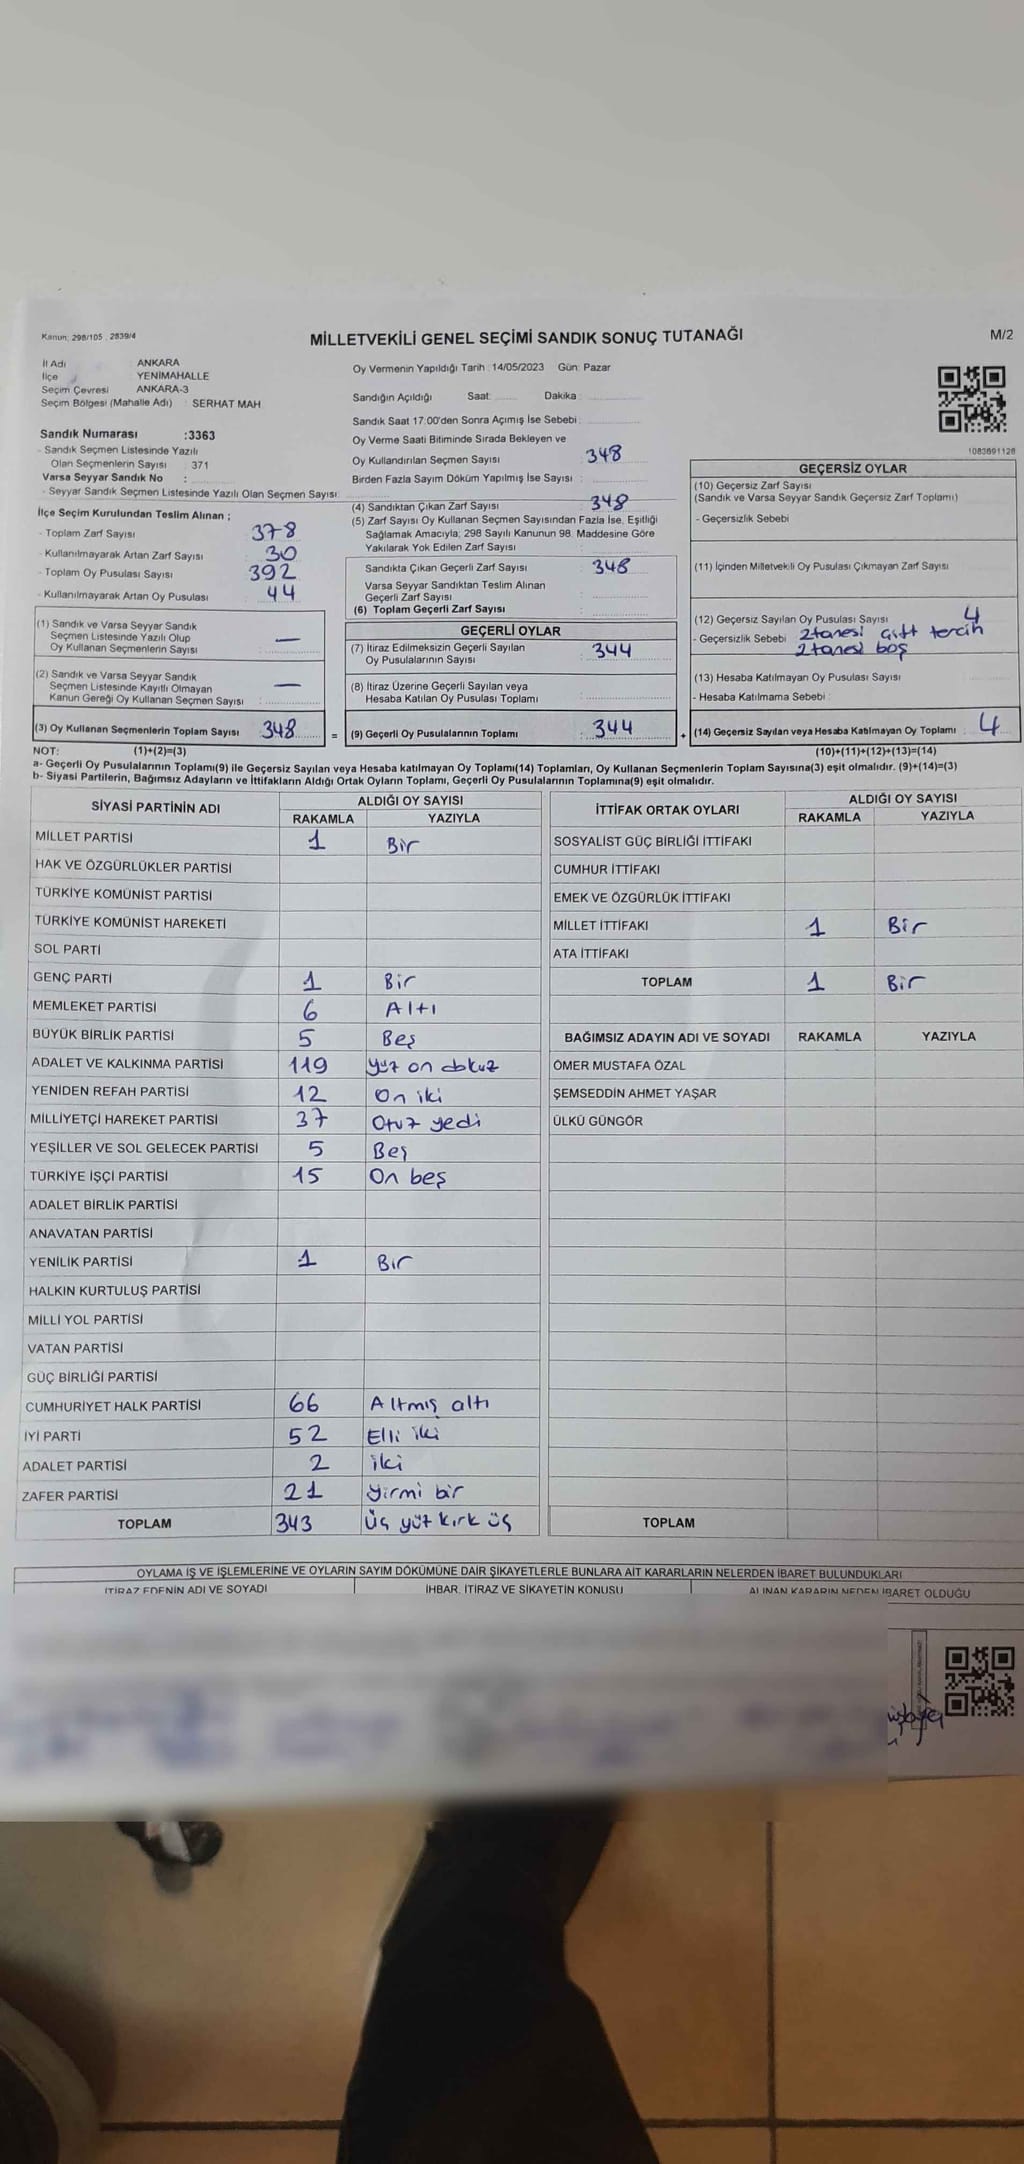 Kanun: 298/105 , 2839/4
MİLLETVEKİLİ GENEL SEÇİMİ SANDIK SONUÇ TUTANAĞI
M/2
İl Adı ANKARA
İlçe YENİMAHALLE
Seçim Çevresi ANKARA-3
Seçim Bölgesi (Mahalle Adı) : SERHAT MAH
Sandık Numarası :3363
- Sandık Seçmen Listesinde Yazılı
Olan Seçmenlerin Sayısı : 371
Varsa Seyyar Sandık No :
- Seyyar Sandık Seçmen Listesinde Yazılı Olan Seçmen Sayısı:
İlçe Seçim Kurulundan Teslim Alınan ;
- Toplam Zarf Sayısı 378
- Kullanılmayarak Artan Zarf Sayısı 30
- Toplam Oy Pusulası Sayısı 392
- Kullanılmayarak Artan Oy Pusulası 44
(1) Sandık ve Varsa Seyyar Sandık
Seçmen Listesinde Yazılı Olup
Oy Kullanan Seçmenlerin Sayısı : —
(2) Sandık ve Varsa Seyyar Sandık
Seçmen Listesinde Kayıtlı Olmayan
Kanun Gereği Oy Kullanan Seçmen Sayısı : —
(3) Oy Kullanan Seçmenlerin Toplam Sayısı : 348
Oy Vermenin Yapıldığı Tarih : 14/05/2023 Gün: Pazar
Sandığın Açıldığı Saat: Dakika :
Sandık Saat 17:00'den Sonra Açımış İse Sebebi :
Oy Verme Saati Bitiminde Sırada Bekleyen ve
Oy Kullandırılan Seçmen Sayısı : 348
Birden Fazla Sayım Döküm Yapılmış İse Sayısı :
(4) Sandıktan Çıkan Zarf Sayısı : 348
(5) Zarf Sayısı Oy Kullanan Seçmen Sayısından Fazla İse, Eşitliği
Sağlamak Amacıyla; 298 Sayılı Kanunun 98. Maddesine Göre
Yakılarak Yok Edilen Zarf Sayısı :
Sandıkta Çıkan Geçerli Zarf Sayısı : 348
Varsa Seyyar Sandıktan Teslim Alınan
Geçerli Zarf Sayısı :
(6) Toplam Geçerli Zarf Sayısı :
GEÇERLİ OYLAR
(7) İtiraz Edilmeksizin Geçerli Sayılan
Oy Pusulalarının Sayısı : 344
(8) İtiraz Üzerine Geçerli Sayılan veya
Hesaba Katılan Oy Pusulası Toplamı :
= (9) Geçerli Oy Pusulalarının Toplamı : 344
1083691128
GEÇERSİZ OYLAR
(10) Geçersiz Zarf Sayısı
(Sandık ve Varsa Seyyar Sandık Geçersiz Zarf Toplamı)
- Geçersizlik Sebebi
(11) İçinden Milletvekili Oy Pusulası Çıkmayan Zarf Sayısı
(12) Geçersiz Sayılan Oy Pusulası Sayısı : 4
- Geçersizlik Sebebi 2 tanesi çift tercih
2 tanesi boş
(13) Hesaba Katılmayan Oy Pusulası Sayısı
- Hesaba Katılmama Sebebi :
+ (14) Geçersiz Sayılan veya Hesaba Katılmayan Oy Toplamı : 4
NOT: (1)+(2)=(3) (10)+(11)+(12)+(13)=(14)
a- Geçerli Oy Pusulalarının Toplamı(9) ile Geçersiz Sayılan veya Hesaba katılmayan Oy Toplamı(14) Toplamları, Oy Kullanan Seçmenlerin Toplam Sayısına(3) eşit olmalıdır. (9)+(14)=(3)
b- Siyasi Partilerin, Bağımsız Adayların ve İttifakların Aldığı Ortak Oyların Toplamı, Geçerli Oy Pusulalarının Toplamına(9) eşit olmalıdır.
SİYASİ PARTİNİN ADI ALDIĞI OY SAYISI
RAKAMLA YAZIYLA
MİLLET PARTİSİ 1 Bir
HAK VE ÖZGÜRLÜKLER PARTİSİ
TÜRKİYE KOMÜNİST PARTİSİ
TÜRKİYE KOMÜNİST HAREKETİ
SOL PARTİ
GENÇ PARTİ 1 Bir
MEMLEKET PARTİSİ 6 Altı
BÜYÜK BİRLİK PARTİSİ 5 Beş
ADALET VE KALKINMA PARTİSİ 119 Yüz on dokuz
YENİDEN REFAH PARTİSİ 12 On iki
MİLLİYETÇİ HAREKET PARTİSİ 37 Otuz yedi
YEŞİLLER VE SOL GELECEK PARTİSİ 5 Beş
TÜRKİYE İŞÇİ PARTİSİ 15 On beş
ADALET BİRLİK PARTİSİ
ANAVATAN PARTİSİ
YENİLİK PARTİSİ 1 Bir
HALKIN KURTULUŞ PARTİSİ
MİLLİ YOL PARTİSİ
VATAN PARTİSİ
GÜÇ BİRLİĞİ PARTİSİ
CUMHURİYET HALK PARTİSİ 66 Altmış altı
İYİ PARTİ 52 Elli iki
ADALET PARTİSİ 2 iki
ZAFER PARTİSİ 21 Yirmi bir
TOPLAM 343 Üç yüz kırk üç
İTTİFAK ORTAK OYLARI ALDIĞI OY SAYISI
RAKAMLA YAZIYLA
SOSYALİST GÜÇ BİRLİĞİ İTTİFAKI
CUMHUR İTTİFAKI
EMEK VE ÖZGÜRLÜK İTTİFAKI
MİLLET İTTİFAKI 1 Bir
ATA İTTİFAKI
TOPLAM 1 Bir
BAĞIMSIZ ADAYIN ADI VE SOYADI RAKAMLA YAZIYLA
ÖMER MUSTAFA ÖZAL
ŞEMSEDDİN AHMET YAŞAR
ÜLKÜ GÜNGÖR
TOPLAM
OYLAMA İŞ VE İŞLEMLERİNE VE OYLARIN SAYIM DÖKÜMÜNE DAİR ŞİKAYETLERLE BUNLARA AİT KARARLARIN NELERDEN İBARET BULUNDUKLARI
İTİRAZ EDENİN ADI VE SOYADI İHBAR, İTİRAZ VE ŞİKAYETİN KONUSU ALINAN KARARIN NEDEN İBARET OLDUĞU